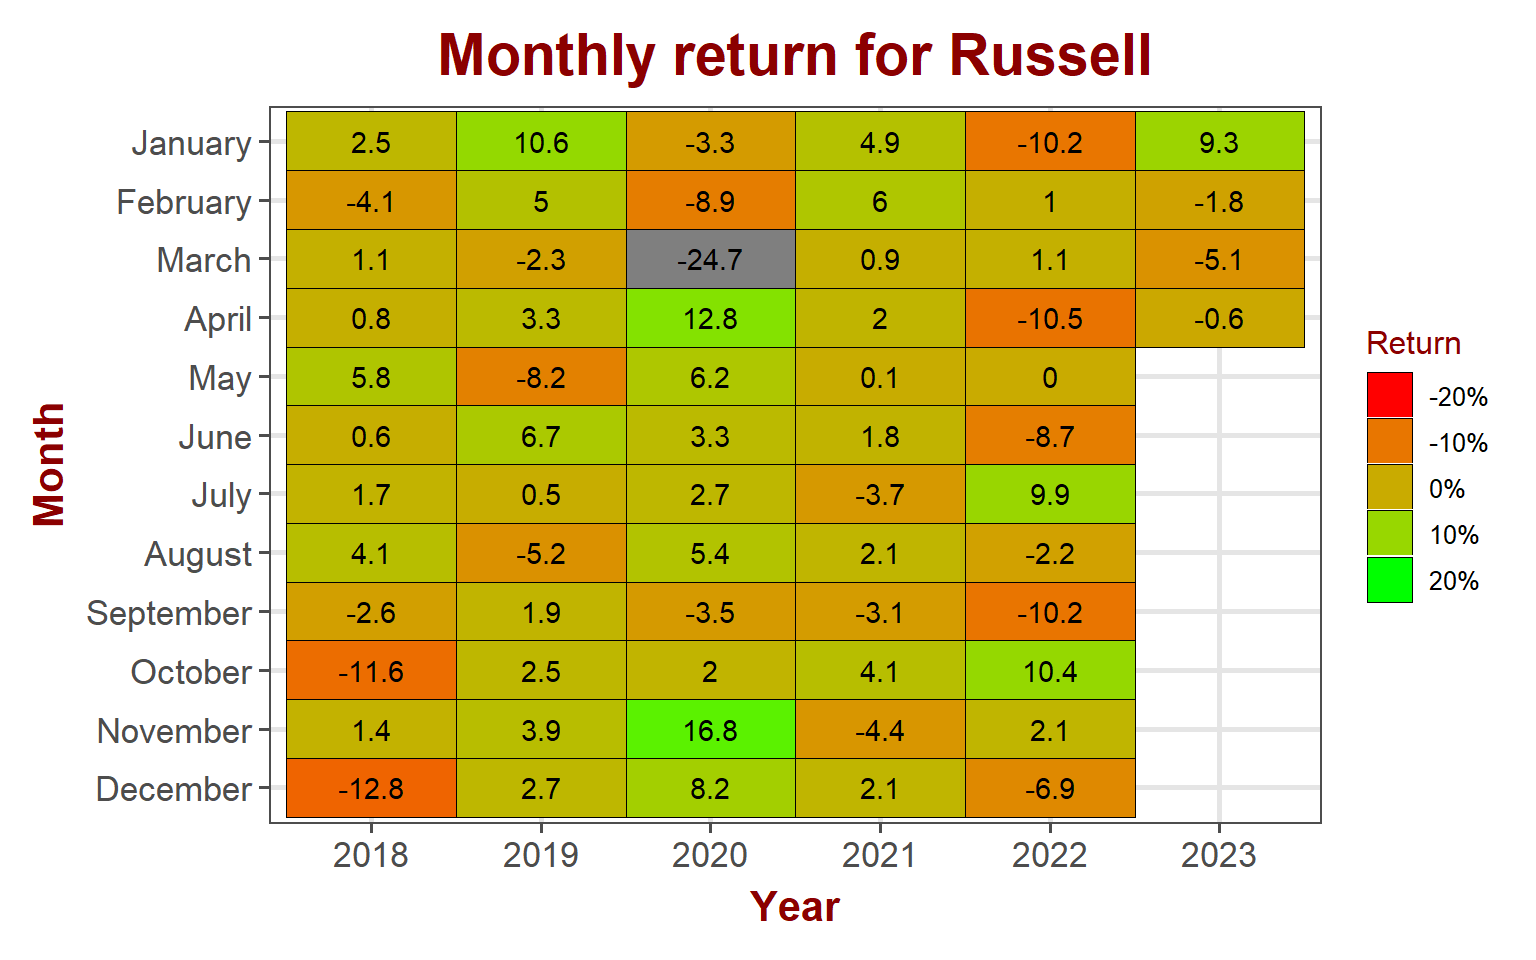 Monthly return for Russell
January 2.5 10.6 -3.3 4.9 -10.2 9.3
February -4.1 5 -8.9 6 1 -1.8
March 1.1 -2.3 -24.7 0.9 1.1 -5.1
April 0.8 3.3 12.8 2 -10.5 -0.6
May 5.8 -8.2 6.2 0.1 0
June 0.6 6.7 3.3 1.8 -8.7
July 1.7 0.5 2.7 -3.7 9.9
August 4.1 -5.2 5.4 2.1 -2.2
September -2.6 1.9 -3.5 -3.1 -10.2
October -11.6 2.5 2 4.1 10.4
November 1.4 3.9 16.8 -4.4 2.1
December -12.8 2.7 8.2 2.1 -6.9
2018 2019 2020 2021 2022 2023
Year
Month
Return
-20%
-10%
0%
10%
20%